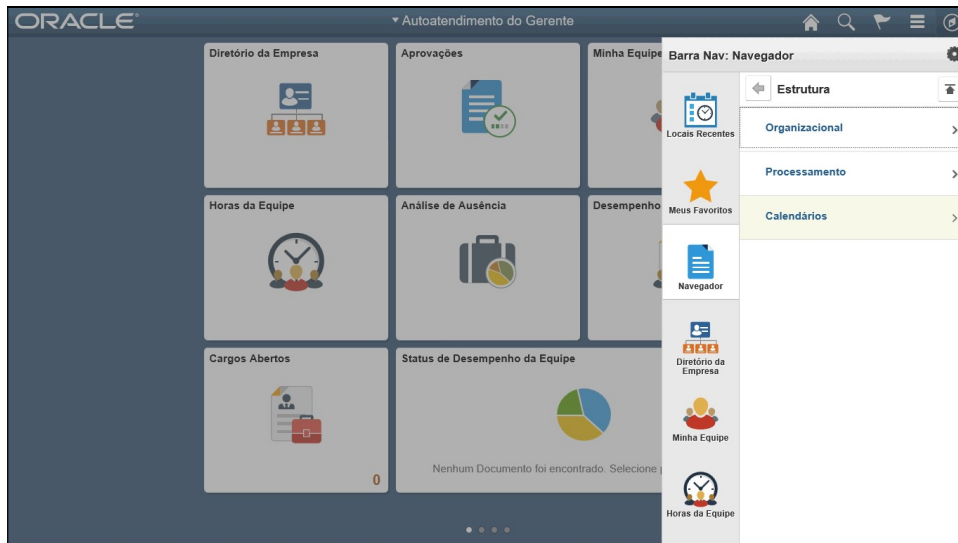 ORACLE®
Autoatendimento do Gerente
Diretório da Empresa
Aprovações
Minha Equipe
Horas da Equipe
Análise de Ausência
Desempenho
Cargos Abertos
0
Status de Desempenho da Equipe
Nenhum Documento foi encontrado. Selecione
Barra Nav: Navegador
Locais Recentes
Meus Favoritos
Navegador
Diretório da
Empresa
Minha Equipe
Horas da Equipe
Estrutura
Organizacional
Processamento
Calendários